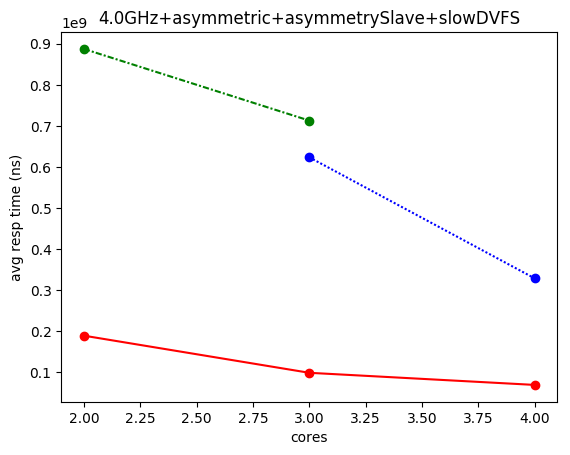 4.0GHz+asymmetric+asymmetrySlave+slowDVFS
1e9
0.9
0.8
0.7
0.6
0.5
0.4
0.3
0.2
0.1
avg resp time (ns)
2.00 2.25 2.50 2.75 3.00 3.25 3.50 3.75 4.00
cores